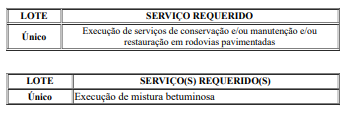 LOTE SERVIÇO REQUERIDO
Único Execução de serviços de conservação e/ou manutenção e/ou
restauração em rodovias pavimentadas
LOTE SERVIÇO(S) REQUERIDO(S)
Único Execução de mistura betuminosa